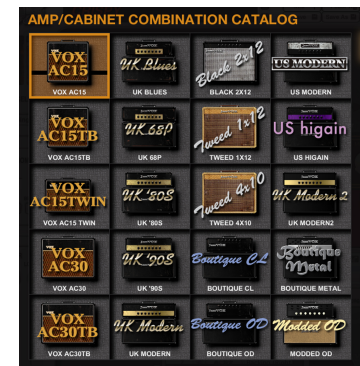 AMP/CABINET COMBINATION CATALOG
VOX
AC15
VOX AC15
UK.Blues
UK BLUES
Black 2x12
BLACK 2X12
US MODERN
US MODERN
VOX
AC15TB
VOX AC15TB
UK.68P
UK 68P
Tweed 1x12
TWEED 1X12
US higain
US HIGAIN
VOX
AC15TWIN
VOX AC15 TWIN
UK.'80S
UK '80S
Tweed 4x10
TWEED 4X10
UK Modern 2
UK MODERN2
VOX
AC30
VOX AC30
UK.'90S
UK '90S
Boutique CL
BOUTIQUE CL
Boutique
Metal
BOUTIQUE METAL
VOX
AC30TB
VOX AC30TB
UK Modern
UK MODERN
Boutique OD
BOUTIQUE OD
Modded OD
MODDED OD